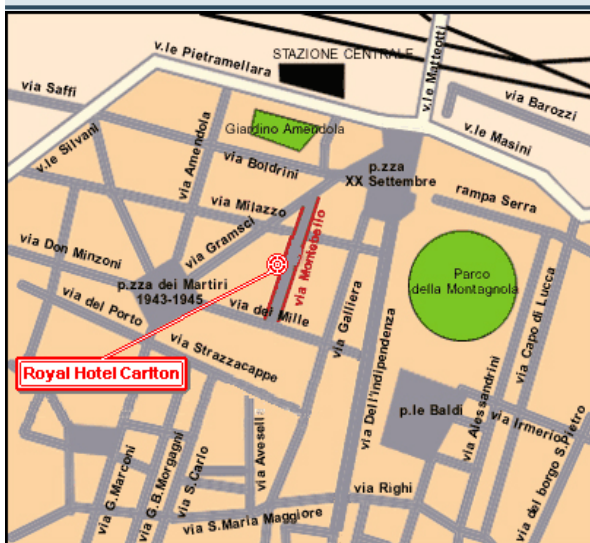 v.le Pietramellara
STAZIONE CENTRALE
v.le Matteotti
via Saffi
via Barozzi
v.le Masini
Giardino Amendola
v.le Silvani
via Amendola
via Boldrini
p.zza
XX Settembre
rampa Serra
via Milazzo
via Gramsci
via Don Minzoni
via Montebello
Parco
della Montagnola
p.zza dei Martiri
1943-1945
via Galliera
via Capo di Lucca
via del Porto
via dei Mille
via Dell'indipendenza
via Strazzacappe
Royal Hotel Carlton
via Alessandrini
p.le Baldi
via Irmerio
via del borgo S.Pietro
via G.Marconi
via G.B.Morgagni
via S.Carlo
via Avesell
via Righi
via S.Maria Maggiore